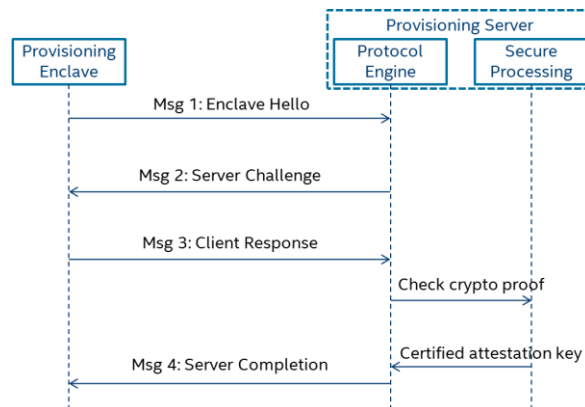 Provisioning Server
Provisioning
Enclave
Protocol
Engine
Secure
Processing
Msg 1: Enclave Hello
Msg 2: Server Challenge
Msg 3: Client Response
Check crypto proof
Certified attestation key
Msg 4: Server Completion